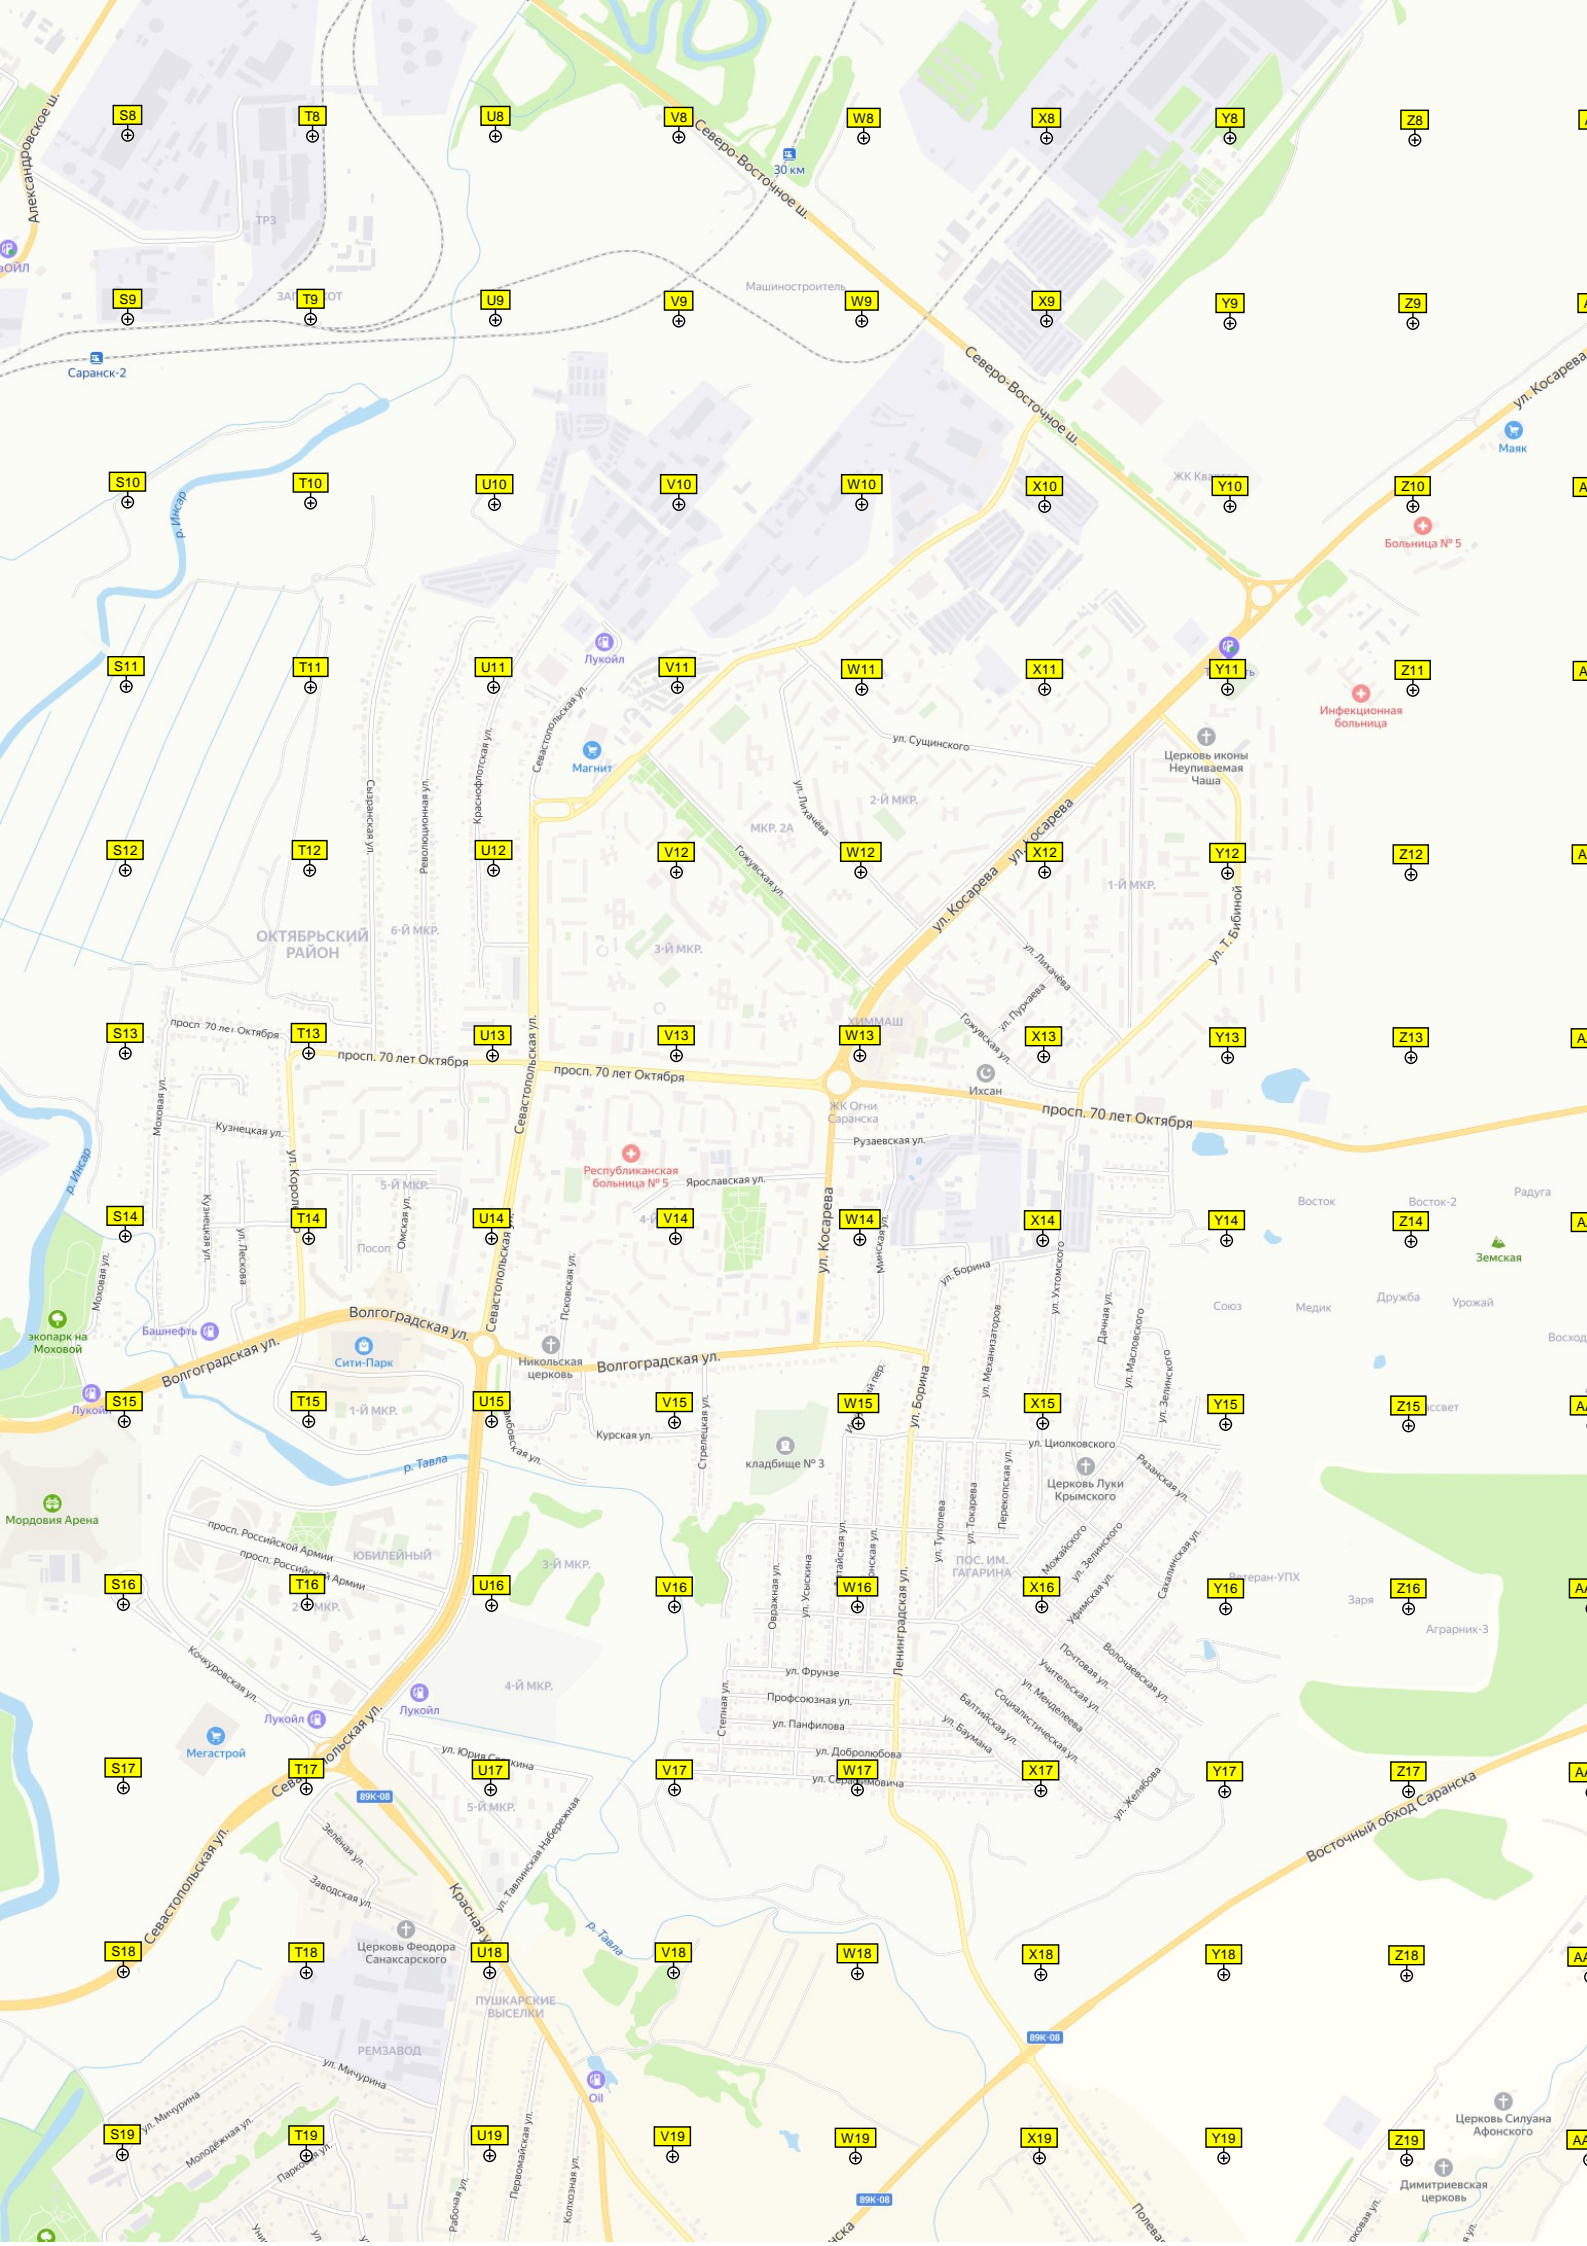 S8
T8
U8
V8
W8
X8
Y8
Z8
Александровское ш.
Северо-Восточное ш.
30 км
ТРЗ
Машиностроитель
S9
T9
U9
V9
W9
X9
Y9
Z9
Саранск-2
Северо-Восточное ш.
ул. Косарева
Маяк
S10
T10
U10
V10
W10
X10
Y10
Z10
р. Инсар
Больница № 5
Лукойл
S11
T11
U11
V11
W11
X11
Y11
Z11
Инфекционная
больница
Севастопольская ул.
Краснофлотская ул.
Магнит
ул. Сущинского
Церковь иконы
Неупиваемая
Чаша
Сызранская ул.
Революционная ул.
ул. Лихачёва
2-Й МКР.
МКР. 2А
ул. Косарева
S12
T12
U12
V12
W12
X12
Y12
Z12
Гожувская ул.
ул. Косарева
1-Й МКР.
ул. Т. Бибиной
ОКТЯБРЬСКИЙ
РАЙОН
6-Й МКР.
3-Й МКР.
ул. Лихачёва
ул. Пуркаева
ХИММАШ
Гожувская ул.
S13
T13
U13
V13
W13
X13
Y13
Z13
просп. 70 лет Октября
просп. 70 лет Октября
просп. 70 лет Октября
Севастопольская ул.
Ихсан
ЖК Огни
Саранска
просп. 70 лет Октября
Моховая ул.
Кузнецкая ул.
Рузаевская ул.
р. Инсар
Республиканская
больница № 5
Ярославская ул.
5-Й МКР.
Восток
Восток-2
Радуга
S14
T14
U14
V14
W14
X14
Y14
Z14
Кузнецкая ул.
ул. Лескова
Омская ул.
Посоп
ул. Косарева
Минская ул.
Земская
Моховая ул.
Псковская ул.
Севастопольская ул.
ул. Борина
ул. Ухтомского
Союз
Медик
Дружба
Урожай
экопарк на
Моховой
Башнефть
Волгоградская ул.
Волгоградская ул.
Сити-Парк
Никольская
церковь
Волгоградская ул.
ул. Механизаторов
Дачная ул.
ул. Масловского
ул. Зелинского
S15
T15
U15
V15
W15
X15
Y15
Z15
1-Й МКР.
Курская ул.
Стрелецкая ул.
ул. Борина
ул. Циолковского
р. Тавла
кладбище № 3
Церковь Луки
Крымского
Рязанская ул.
Мордовия Арена
просп. Российской Армии
просп. Российской Армии
ЮБИЛЕЙНЫЙ
3-Й МКР.
ул. Туполева
ул. Токарева
Перекопская ул.
ПОС. ИМ.
ГАГАРИНА
ул. Зелинского
Сахалинская ул.
Ветеран-УПХ
S16
T16
U16
V16
W16
X16
Y16
Z16
Овражная ул.
ул. Усыскина
Уфимская ул.
Заря
Аграрник-3
Кочкуровская ул.
4-Й МКР.
Ленинградская ул.
ул. Фрунзе
Профсоюзная ул.
ул. Панфилова
ул. Добролюбова
Степная ул.
Почтовая ул.
Волочаевская ул.
Учительская ул.
ул. Менделеева
Социалистическая ул.
Балтийская ул.
ул. Баумана
Лукойл
Лукойл
Мегастрой
S17
T17
U17
V17
W17
X17
Y17
Z17
89К-08
5-Й МКР.
ул. Тавлинская Набережная
ул. Желябова
Восточный обход Саранска
Севастопольская ул.
Зелёная ул.
Заводская ул.
Церковь Феодора
Санаксарского
р. Тавла
S18
T18
U18
V18
W18
X18
Y18
Z18
ПУШКАРСКИЕ
ВЫСЕЛКИ
РЕМЗАВОД
89К-08
ул. Мичурина
ул. Мичурина
Молодёжная ул.
Oil
Церковь Силуана
Афонского
S19
T19
U19
V19
W19
X19
Y19
Z19
Рабочая ул.
Первомайская ул.
Колхозная ул.
89К-08
Димитриевская
церковь